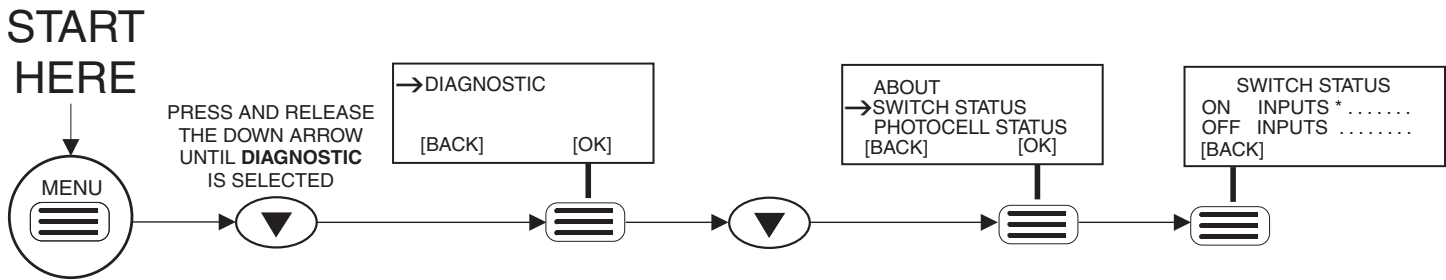 START
HERE
MENU
PRESS AND RELEASE
THE DOWN ARROW
UNTIL DIAGNOSTIC
IS SELECTED
→DIAGNOSTIC
[BACK] [OK]
ABOUT
→SWITCH STATUS
PHOTOCELL STATUS
[BACK] [OK]
SWITCH STATUS
ON INPUTS * . . . . . . .
OFF INPUTS . . . . . . . .
[BACK]